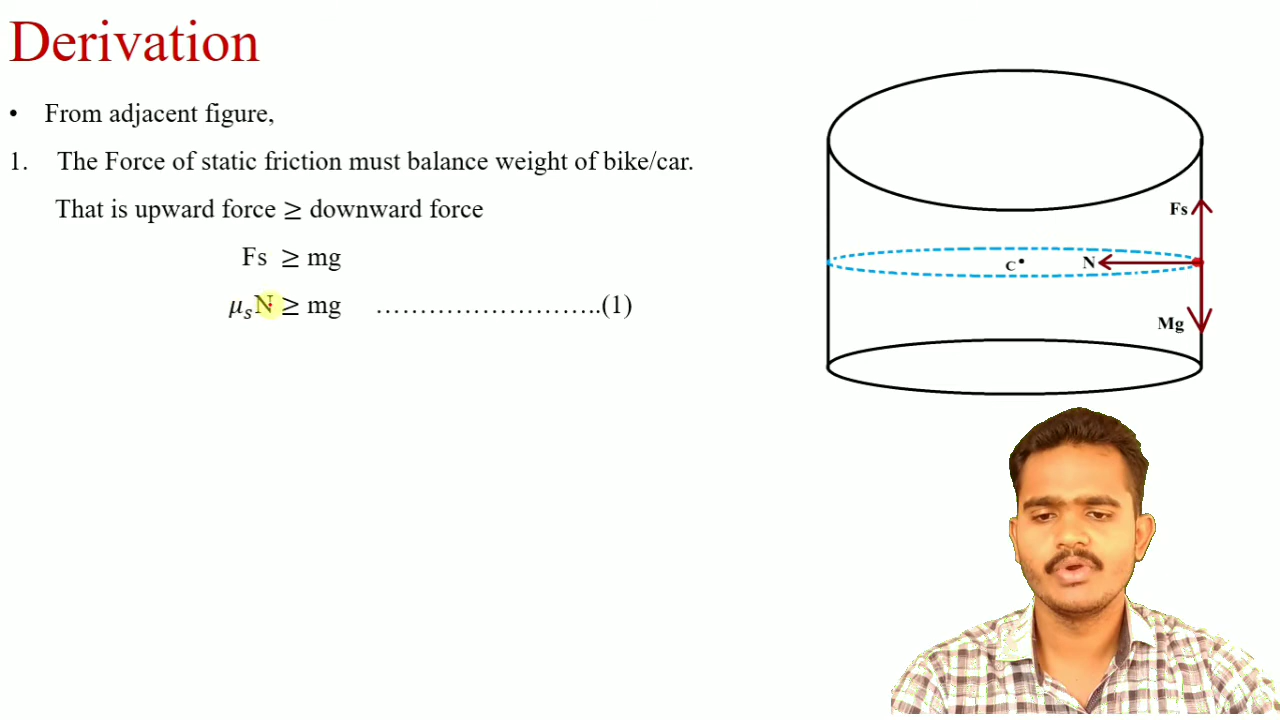 Derivation
• From adjacent figure,
1. The Force of static friction must balance weight of bike/car.
That is upward force ≥ downward force
Fs ≥ mg
μₛN ≥ mg ………………………..(1)
Fs
C
N
Mg